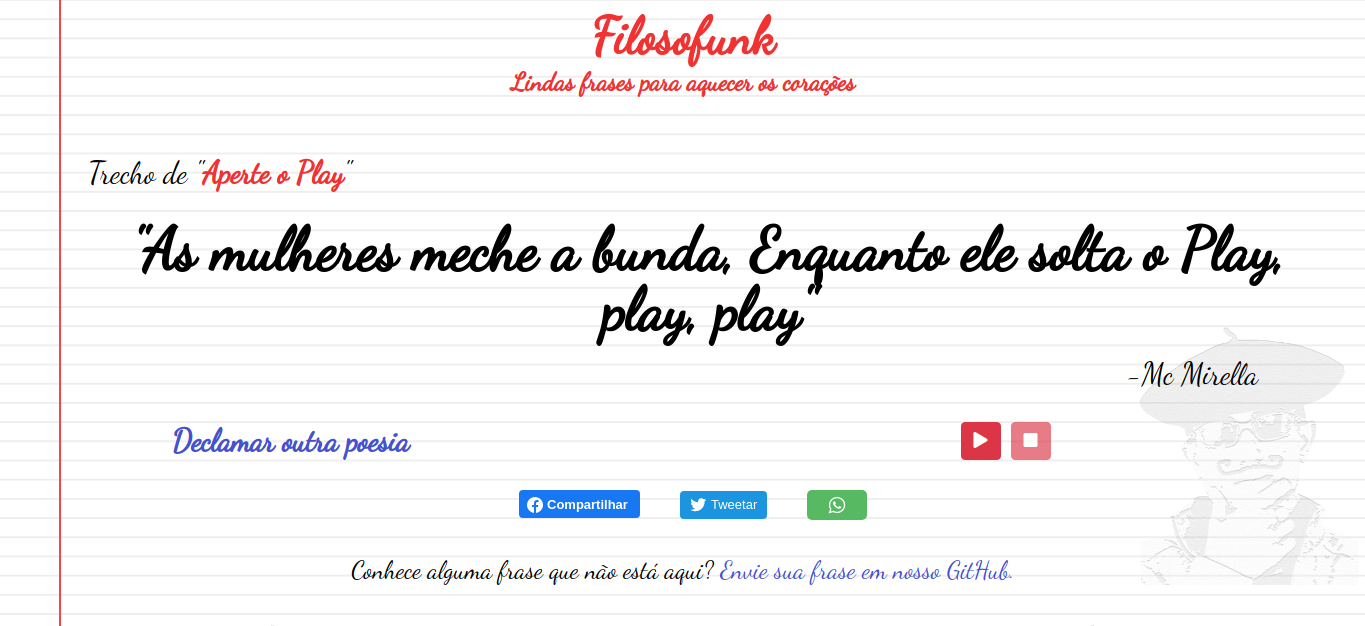 Filosofunk
Lindas frases para aquecer os corações
Trecho de "Aperte o Play"
"As mulheres meche a bunda, Enquanto ele solta o Play,
play, play"
-Mc Mirella
Declamar outra poesia
Compartilhar
Tweetar
Conhece alguma frase que não está aqui? Envie sua frase em nosso GitHub.